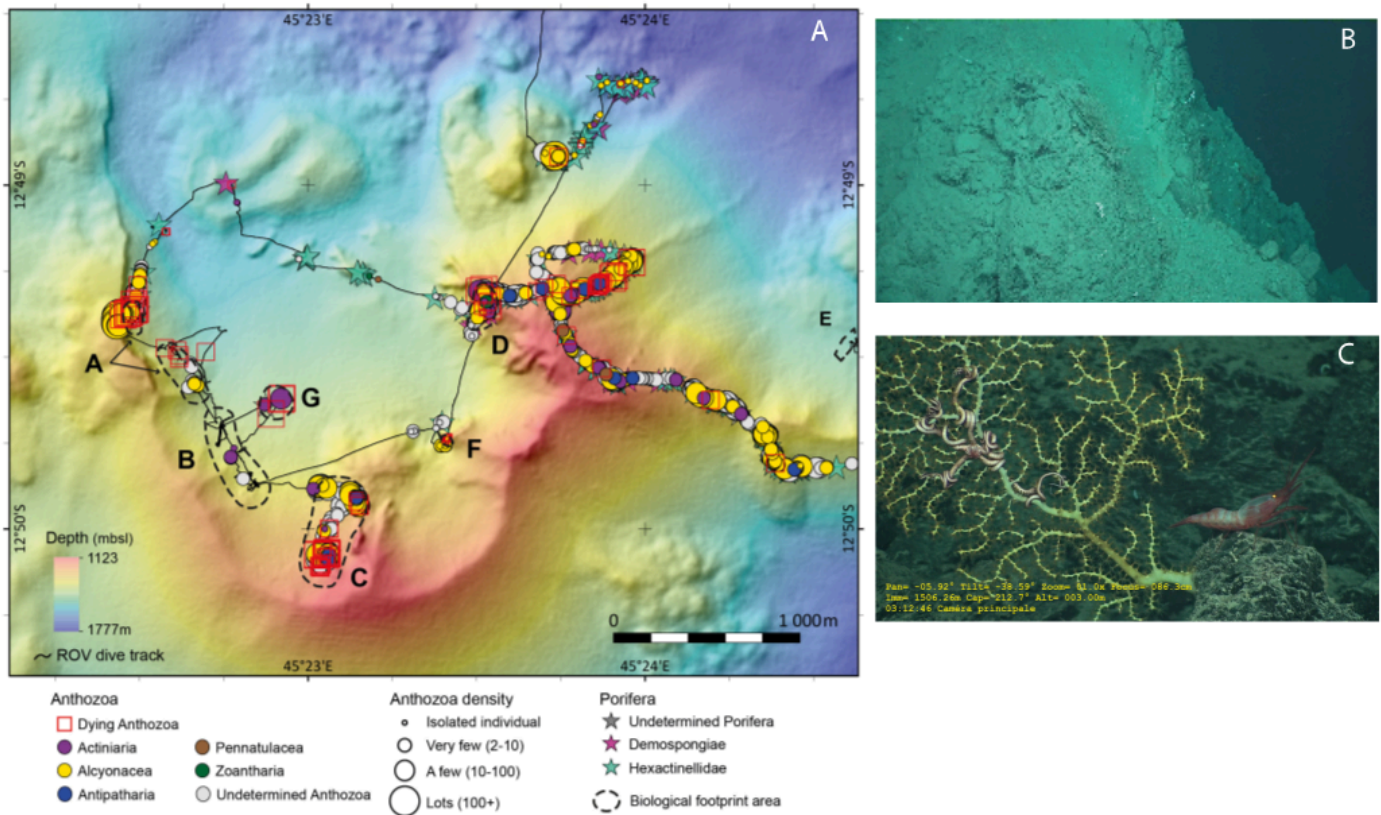 45°23'E
45°24'E
A
B
12°49'S
12°49'S
E
D
A
G
B
F
C
12°50'S
12°50'S
C
Depth (mbsl)
1123
1777m
ROV dive track
0
1 000m
45°23'E
45°24'E
Pan= -05.92° Tilt= -38.59° Zoom= 01.0x Focus= 086.3cm
Imm= 1506.26m Cap= 212.7° Alt= 003.00m
03:12:46 Caméra principale
Anthozoa
Dying Anthozoa
Actiniaria
Alcyonacea
Antipatharia
Pennatulacea
Zoantharia
Undetermined Anthozoa
Anthozoa density
Isolated individual
Very few (2-10)
A few (10-100)
Lots (100+)
Porifera
Undetermined Porifera
Demospongiae
Hexactinellidae
Biological footprint area